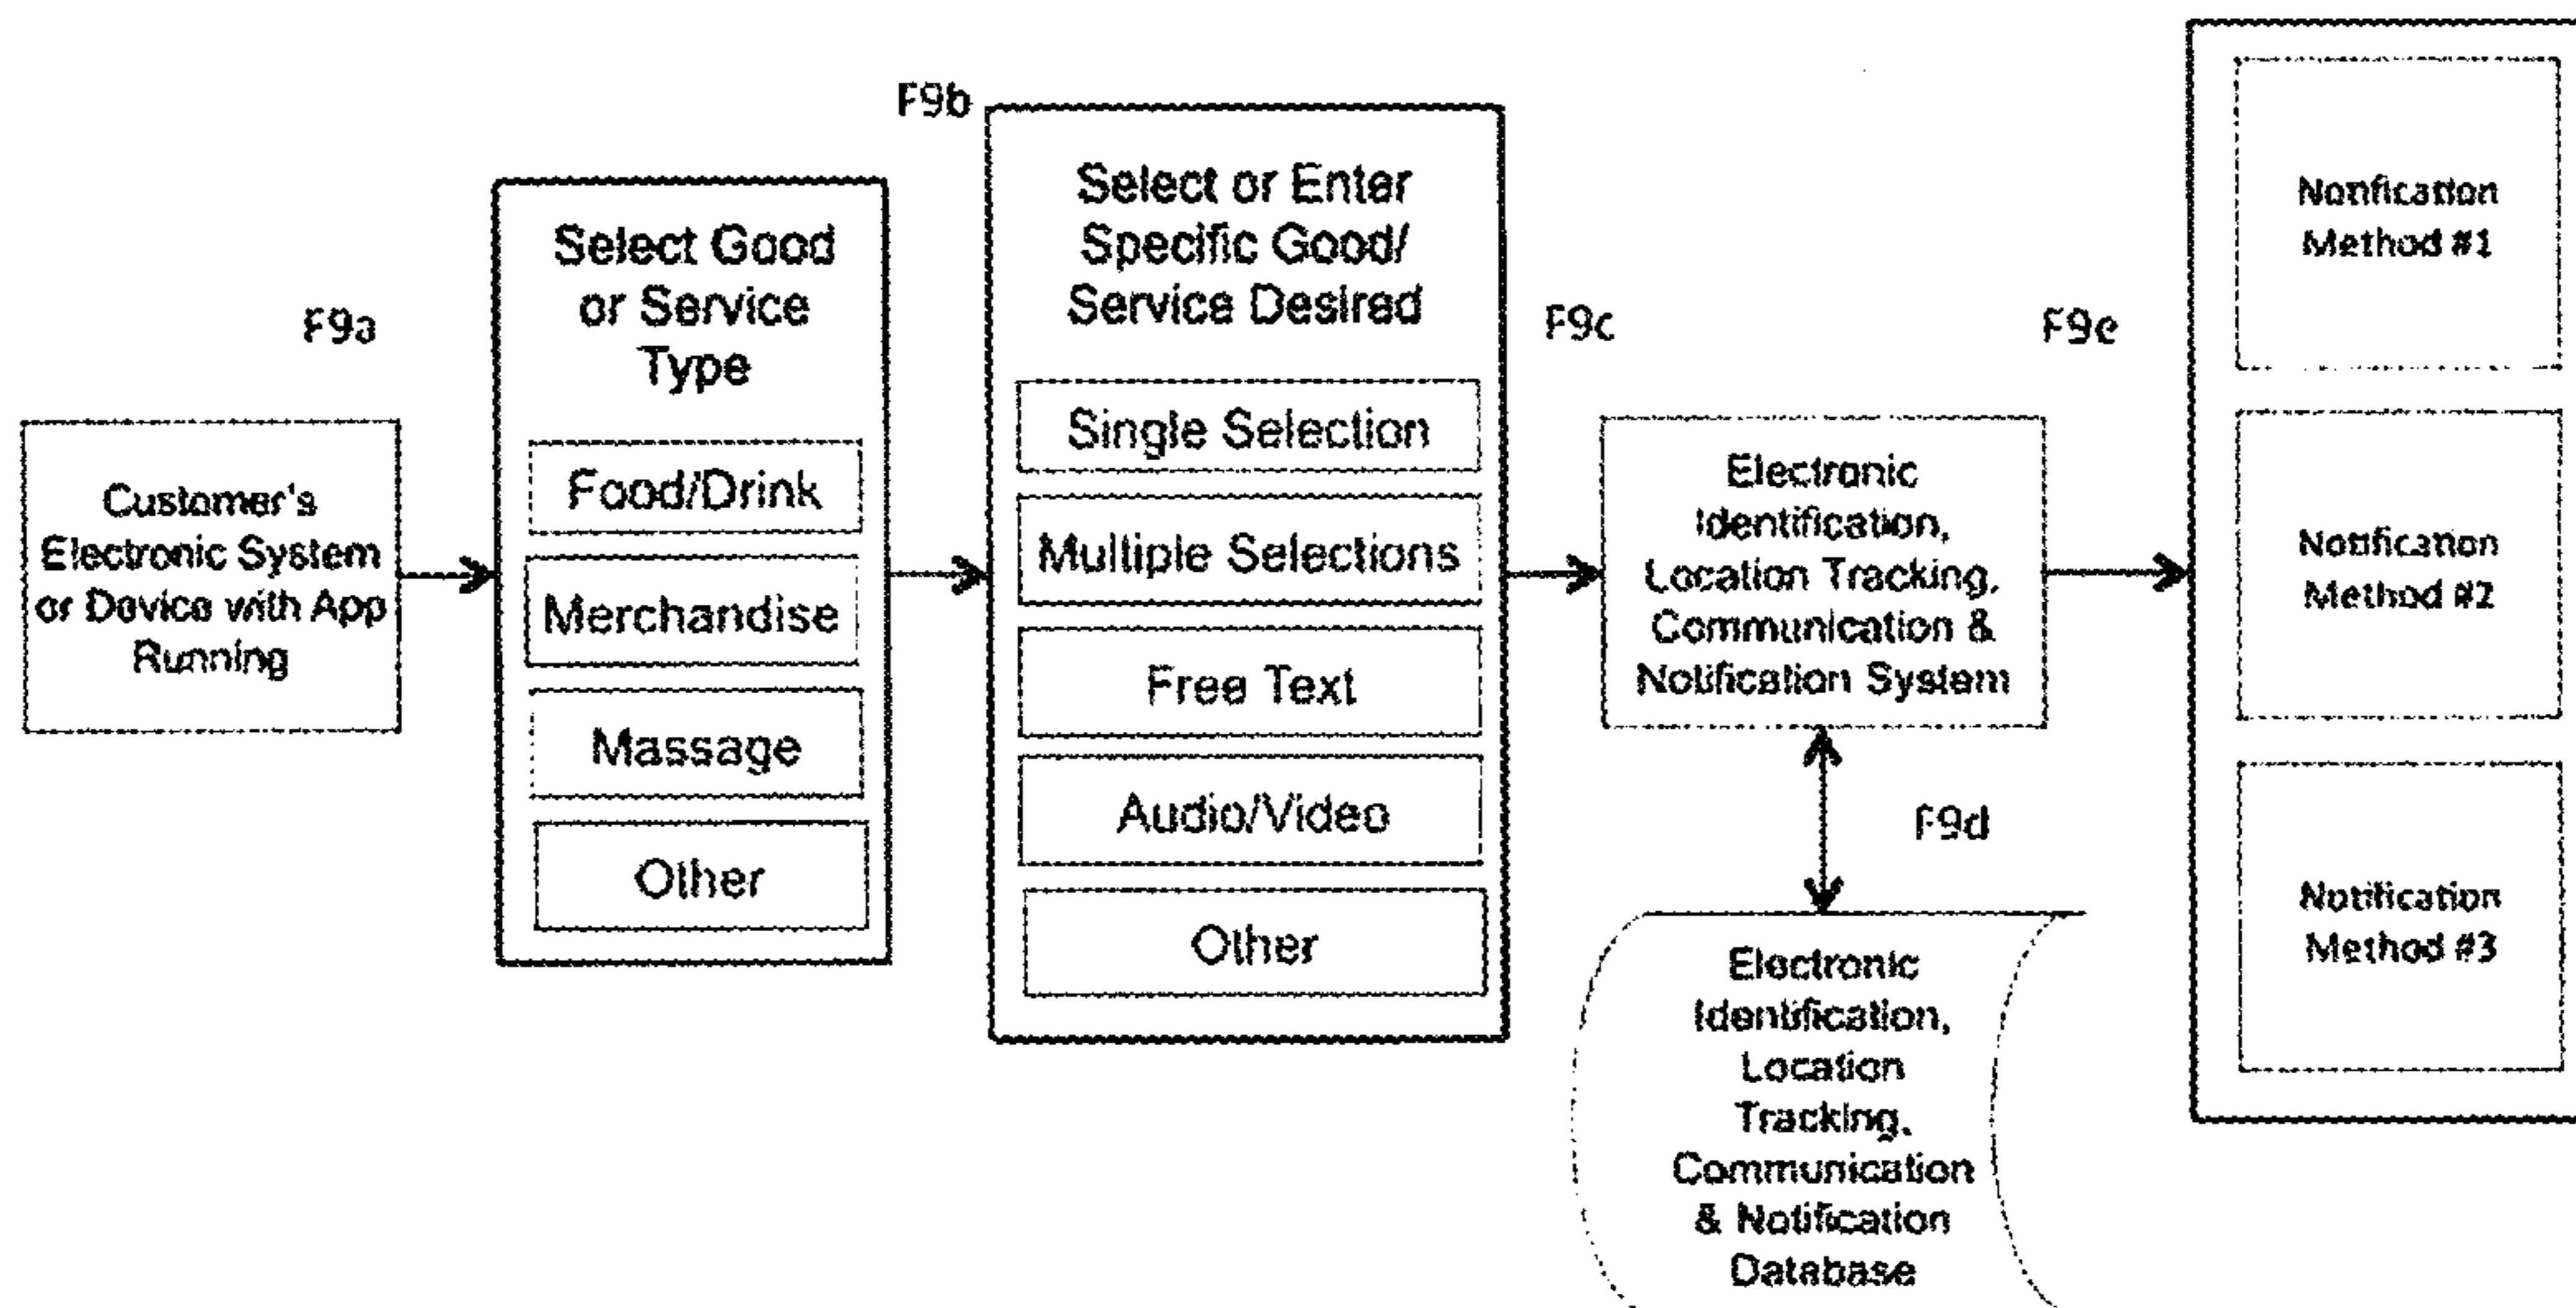 F9a
Customer's
Electronic System
or Device with App
Running
Select Good
or Service
Type
Food/Drink
Merchandise
Massage
Other
F9b
Select or Enter
Specific Good/
Service Desired
Single Selection
Multiple Selections
Free Text
Audio/Video
Other
F9c
Electronic
Identification,
Location Tracking,
Communication &
Notification System
F9d
Electronic
Identification,
Location
Tracking,
Communication
& Notification
Database
F9e
Notification
Method #1
Notification
Method #2
Notification
Method #3